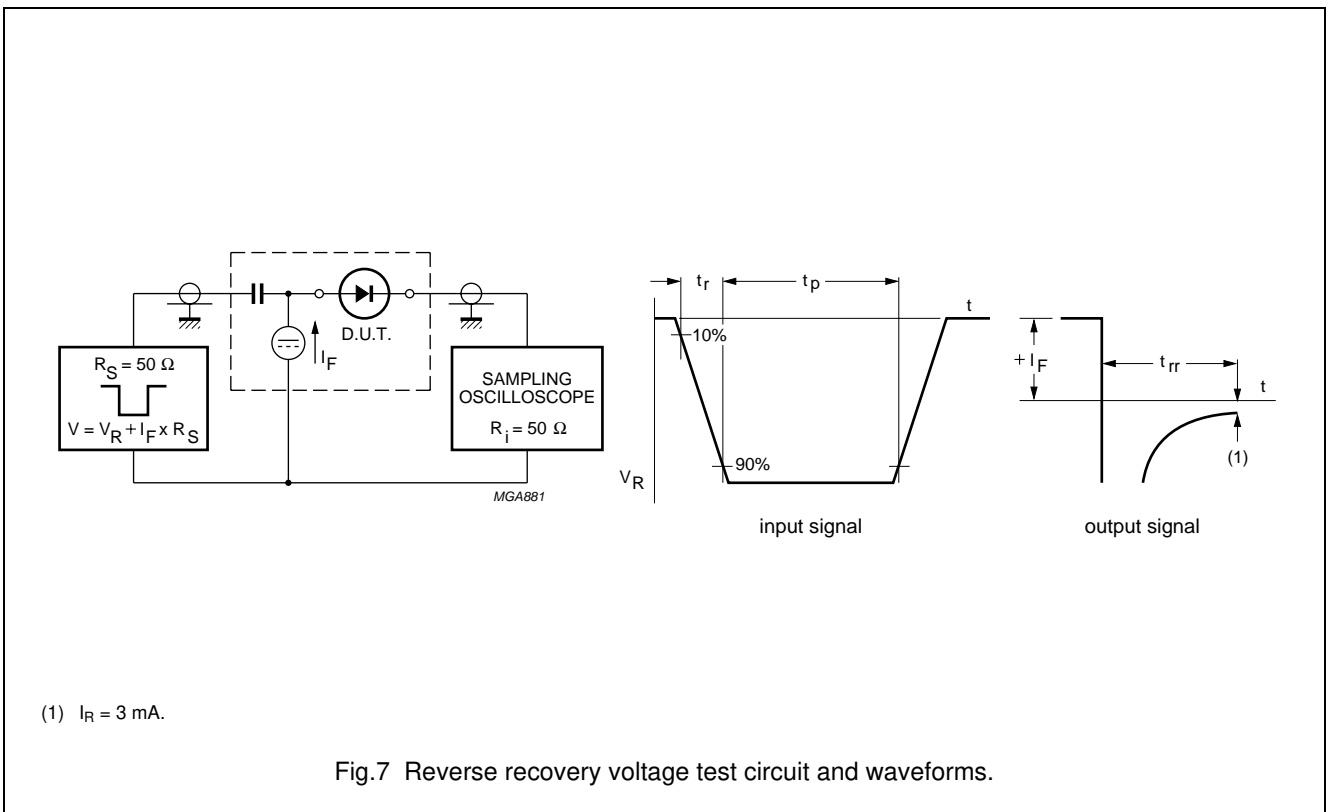 R_S = 50 Ω
V = V_R + I_F x R_S
I_F
D.U.T.
SAMPLING
OSCILLOSCOPE
R_i = 50 Ω
MGA881
t_r
t_p
t
10%
90%
V_R
input signal
+ I_F
t_rr
t
(1)
output signal
(1) I_R = 3 mA.
Fig.7 Reverse recovery voltage test circuit and waveforms.